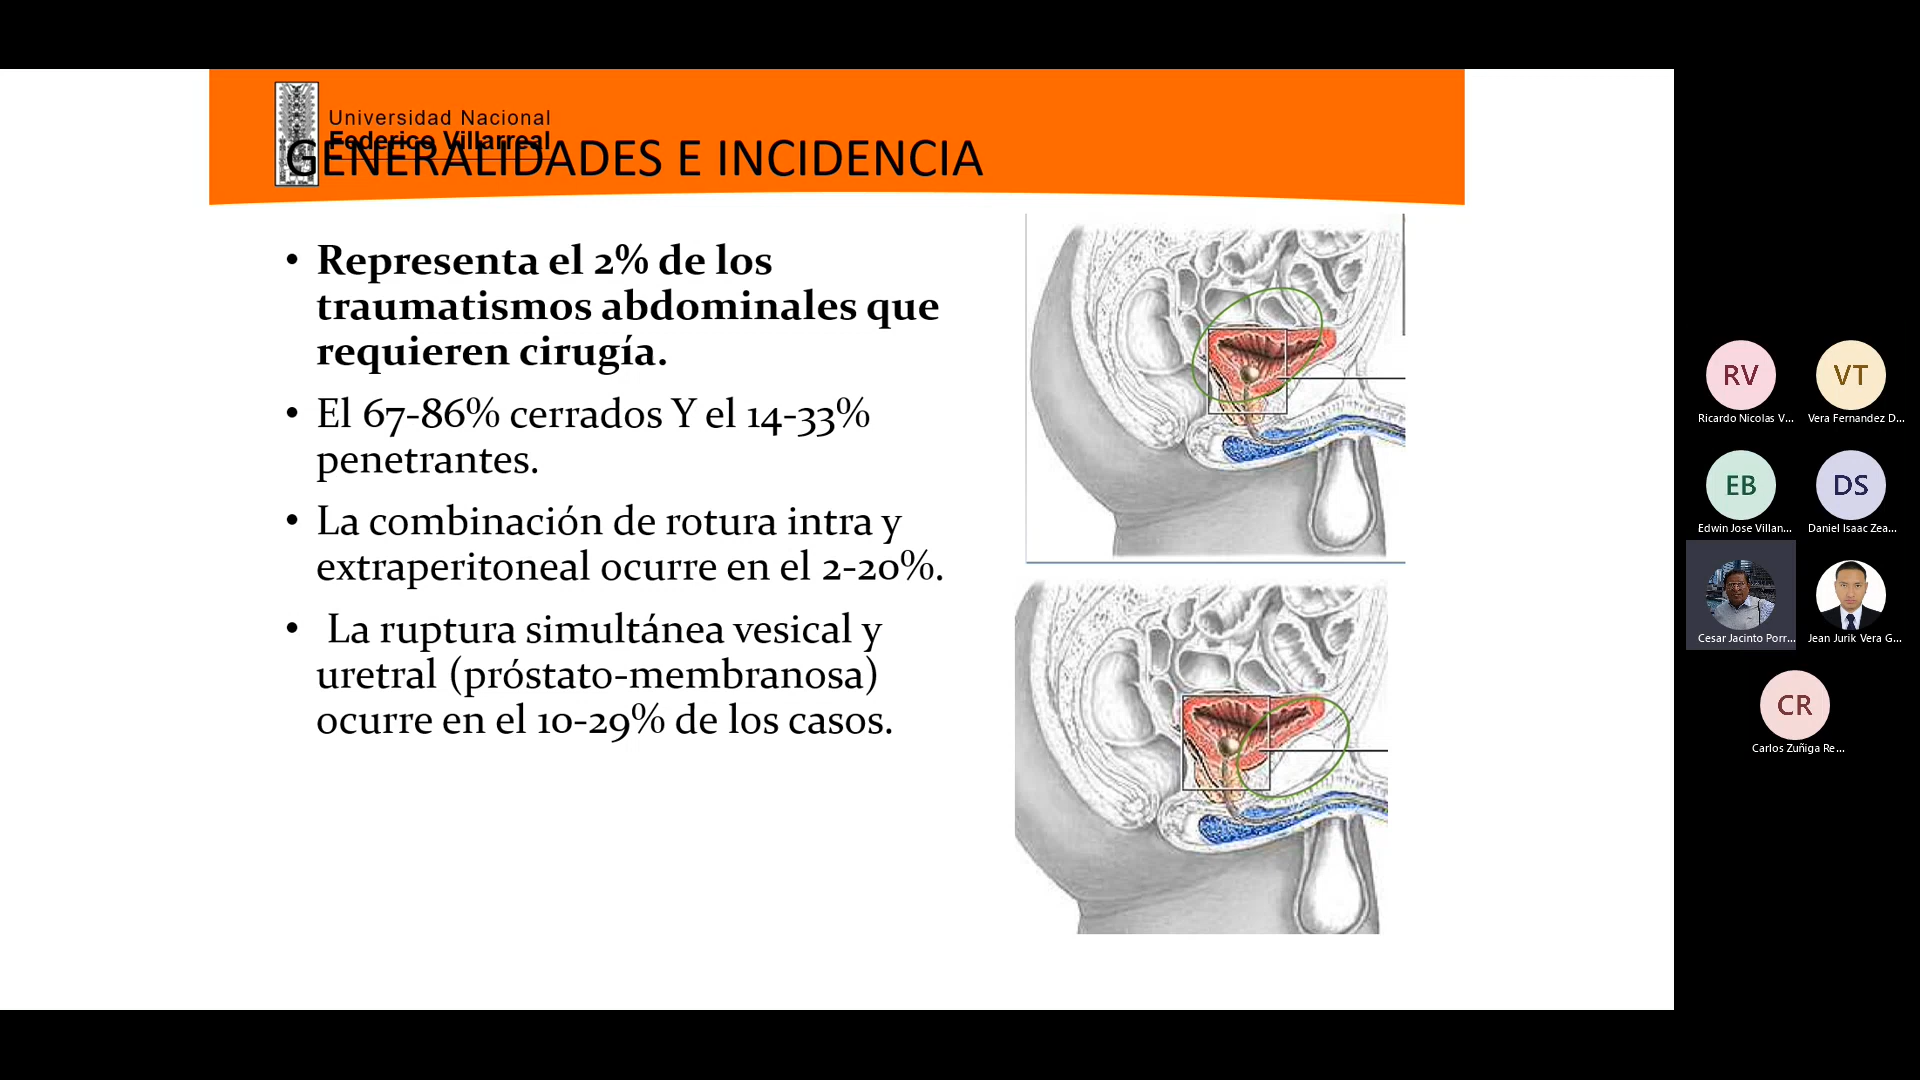 Universidad Nacional
Federico Villarreal
GENERALIDADES E INCIDENCIA
• Representa el 2% de los
traumatismos abdominales que
requieren cirugía.
• El 67-86% cerrados Y el 14-33%
penetrantes.
• La combinación de rotura intra y
extraperitoneal ocurre en el 2-20%.
• La ruptura simultánea vesical y
uretral (próstato-membranosa)
ocurre en el 10-29% de los casos.
RV
Ricardo Nicolas V...
VT
Vera Fernandez D...
EB
Edwin Jose Villan...
DS
Daniel Isaac Zea...
Cesar Jacinto Porr...
Jean Jurik Vera G...
CR
Carlos Zuñiga Re...